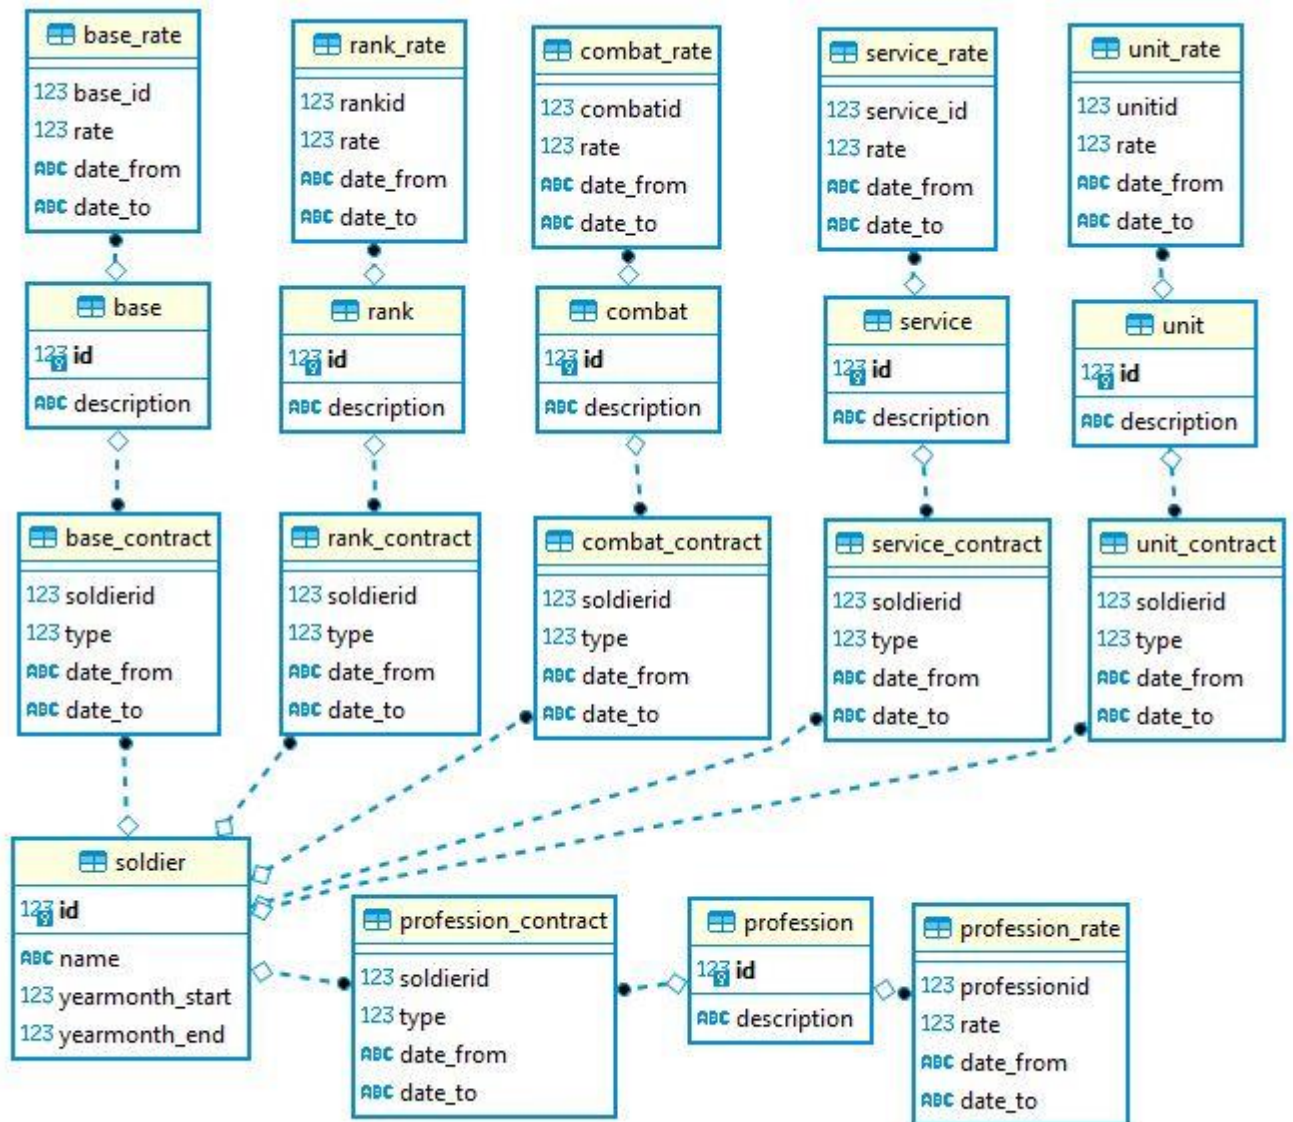 base_rate
123 base_id
123 rate
ABC date_from
ABC date_to
rank_rate
123 rankid
123 rate
ABC date_from
ABC date_to
combat_rate
123 combatid
123 rate
ABC date_from
ABC date_to
service_rate
123 service_id
123 rate
ABC date_from
ABC date_to
unit_rate
123 unitid
123 rate
ABC date_from
ABC date_to
base
123 id
ABC description
rank
123 id
ABC description
combat
123 id
ABC description
service
123 id
ABC description
unit
123 id
ABC description
base_contract
123 soldierid
123 type
ABC date_from
ABC date_to
rank_contract
123 soldierid
123 type
ABC date_from
ABC date_to
combat_contract
123 soldierid
123 type
ABC date_from
ABC date_to
service_contract
123 soldierid
123 type
ABC date_from
ABC date_to
unit_contract
123 soldierid
123 type
ABC date_from
ABC date_to
soldier
123 id
ABC name
123 yearmonth_start
123 yearmonth_end
profession_contract
123 soldierid
123 type
ABC date_from
ABC date_to
profession
123 id
ABC description
profession_rate
123 professionid
123 rate
ABC date_from
ABC date_to